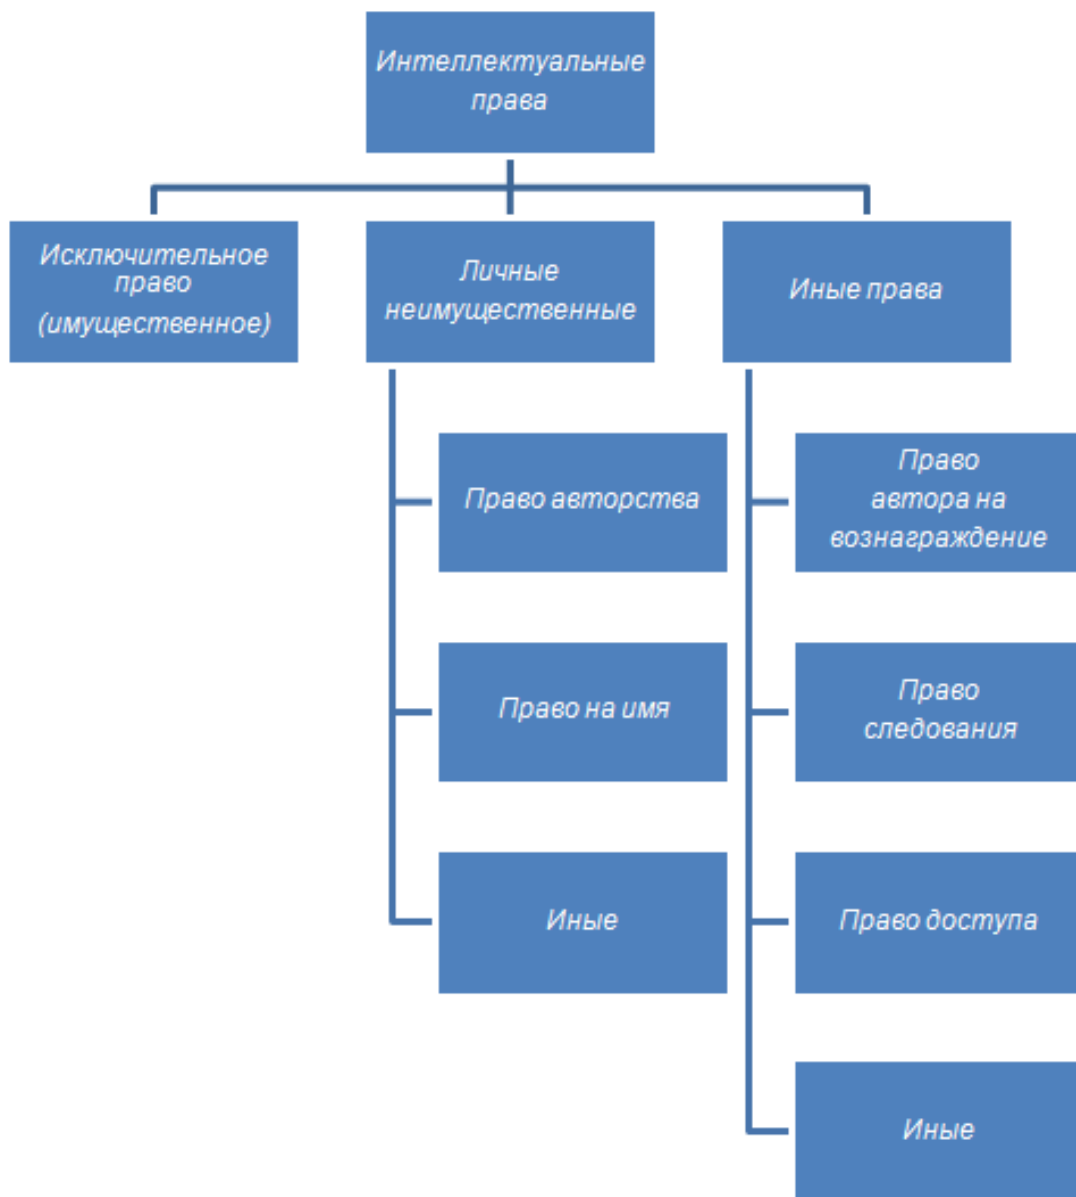 Интеллектуальные
права
Исключительное
право
(имущественное)
Личные
неимущественные
Иные права
Право авторства
Право на имя
Иные
Право
автора на
вознаграждение
Право
следования
Право доступа
Иные